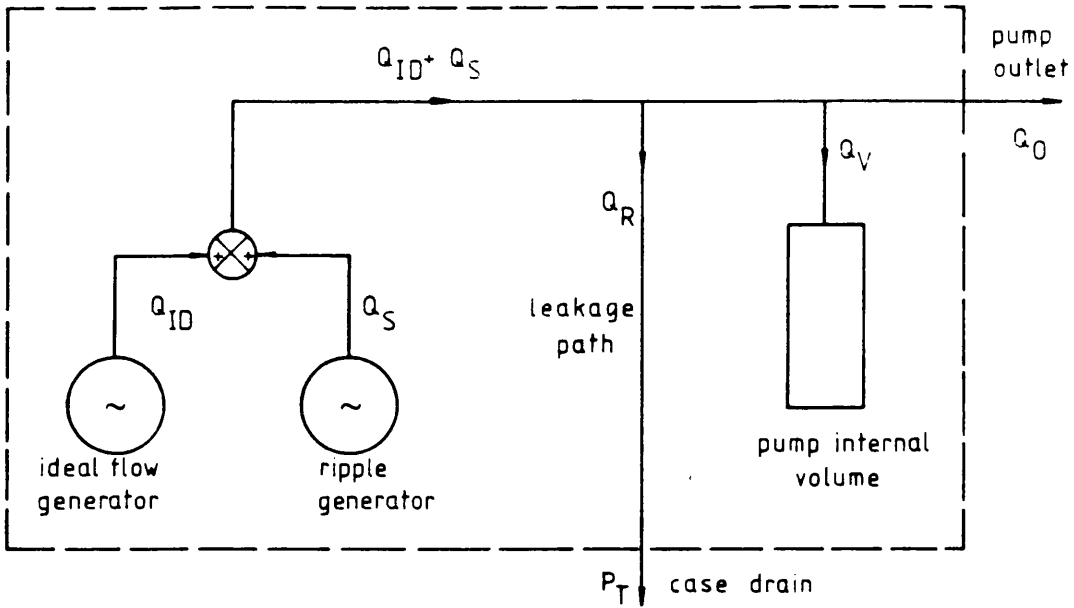 Q_ID + Q_S
pump
outlet
Q_O
Q_V
Q_R
+ +
Q_ID
Q_S
leakage
path
~ ~
ideal flow
generator
ripple
generator
pump internal
volume
P_T case drain